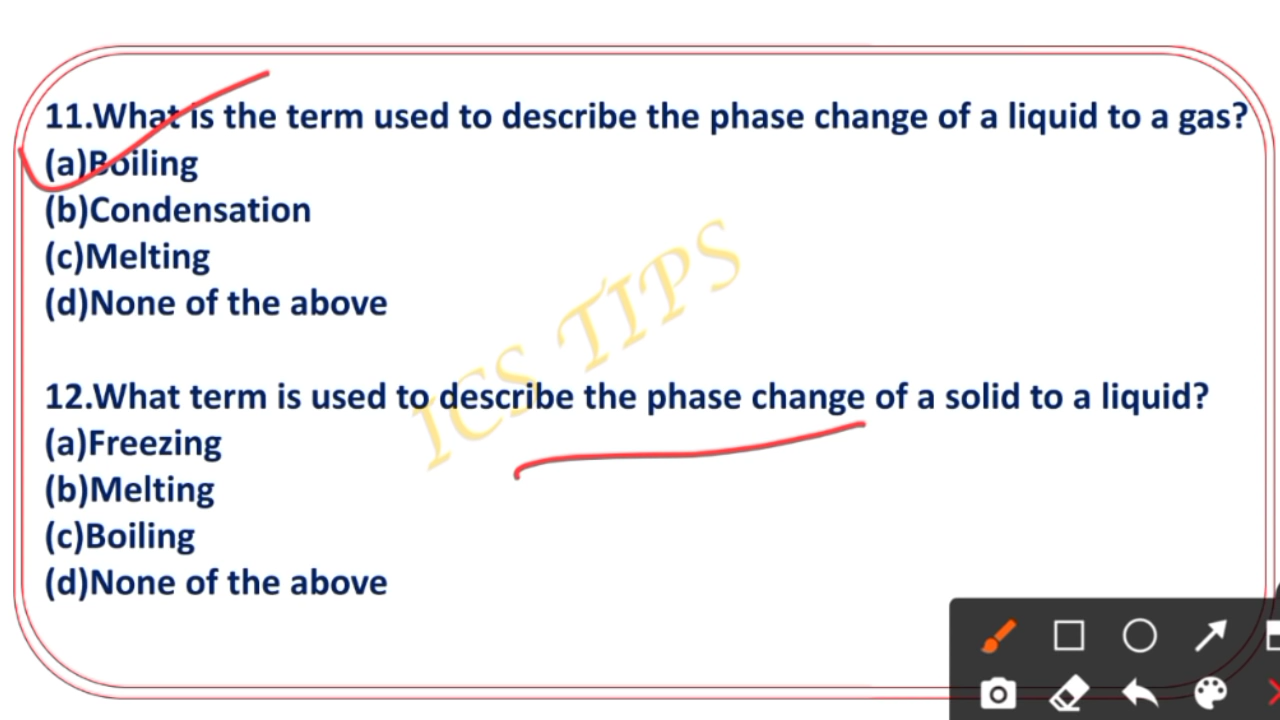 11.What is the term used to describe the phase change of a liquid to a gas?
(a)Boiling
(b)Condensation
(c)Melting
(d)None of the above
ICS TIPS
12.What term is used to describe the phase change of a solid to a liquid?
(a)Freezing
(b)Melting
(c)Boiling
(d)None of the above